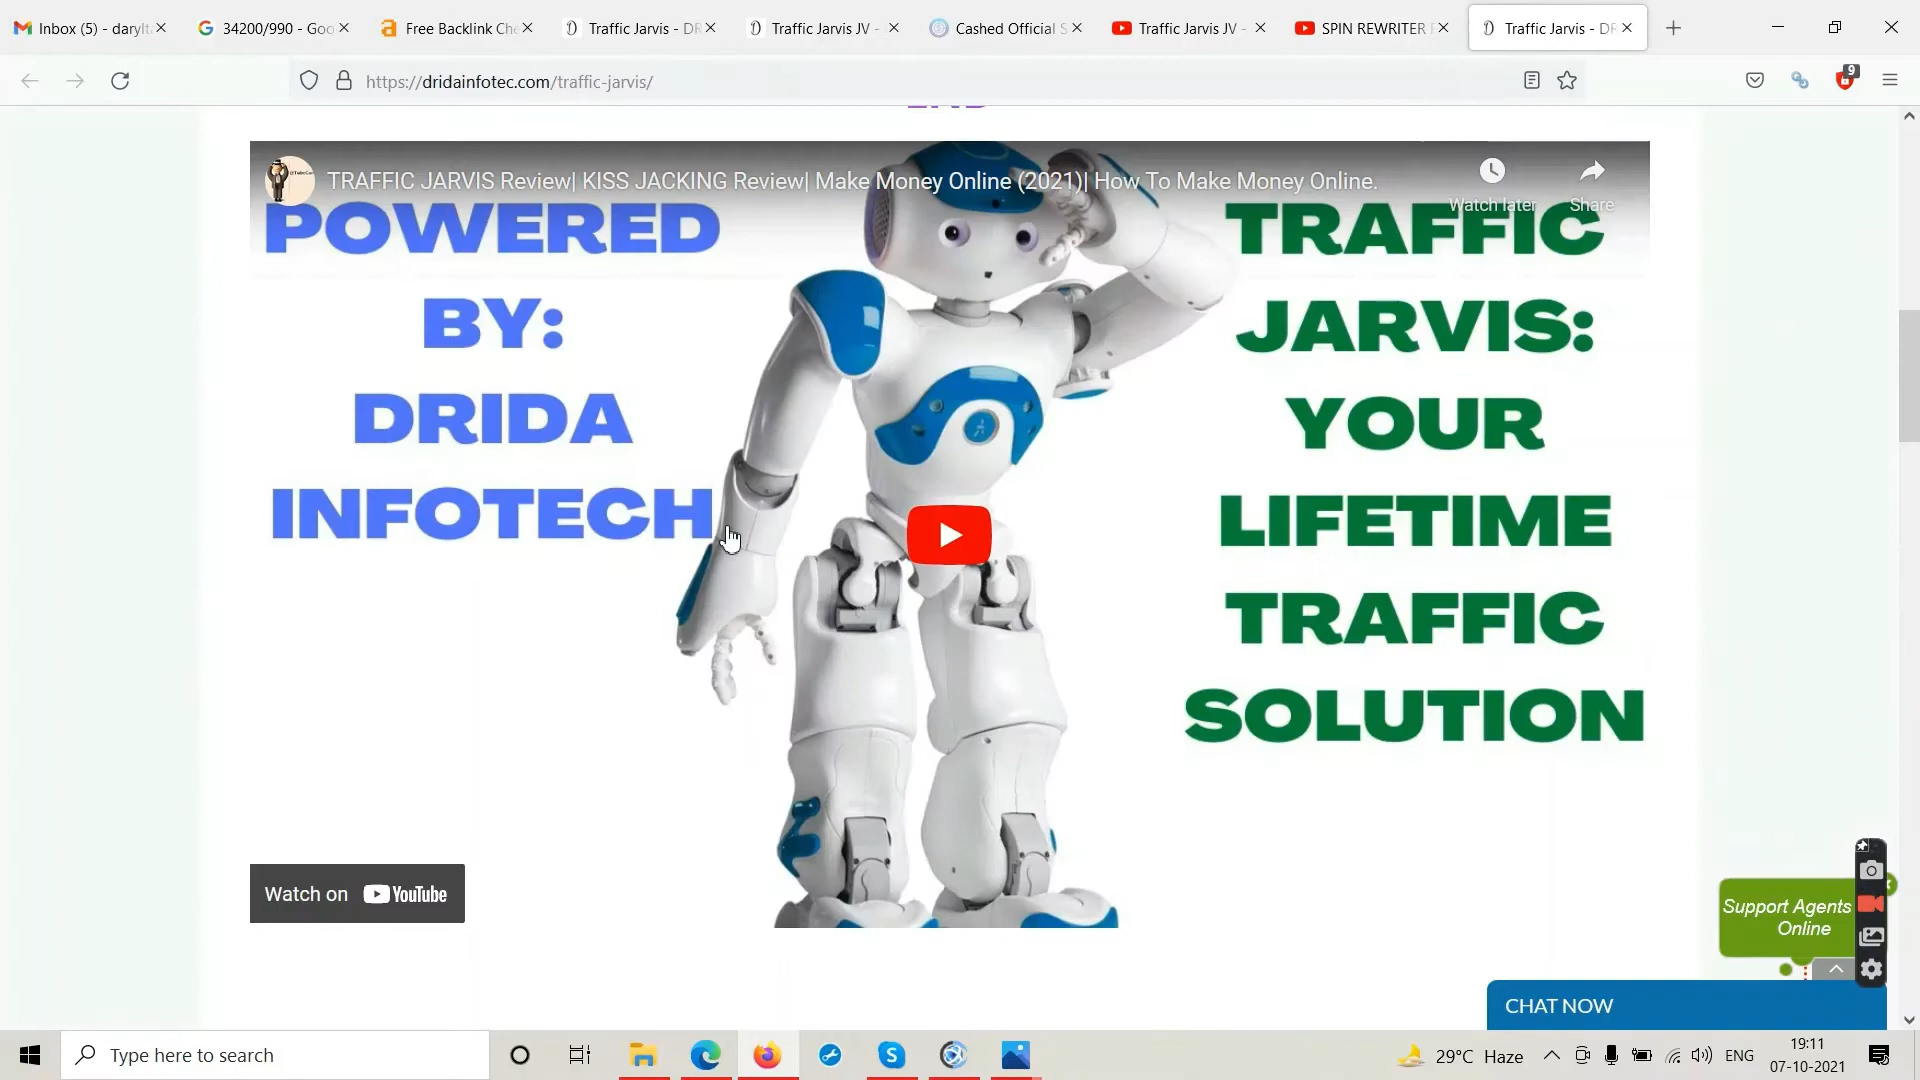 Inbox (5) - daryl
34200/990 - Goo
Free Backlink Ch
Traffic Jarvis - DR
Traffic Jarvis JV -
Cashed Official S
Traffic Jarvis JV -
SPIN REWRITER
Traffic Jarvis - DR
https://dridainfotec.com/traffic-jarvis/
9
TRAFFIC JARVIS Review| KISS JACKING Review| Make Money Online (2021)| How To Make Money Online.
Watch later
Share
POWERED
BY:
DRIDA
INFOTECH
TRAFFIC
JARVIS:
YOUR
LIFETIME
TRAFFIC
SOLUTION
Watch on YouTube
Support Agents
Online
CHAT NOW
Type here to search
29°C Haze
ENG
19:11
07-10-2021